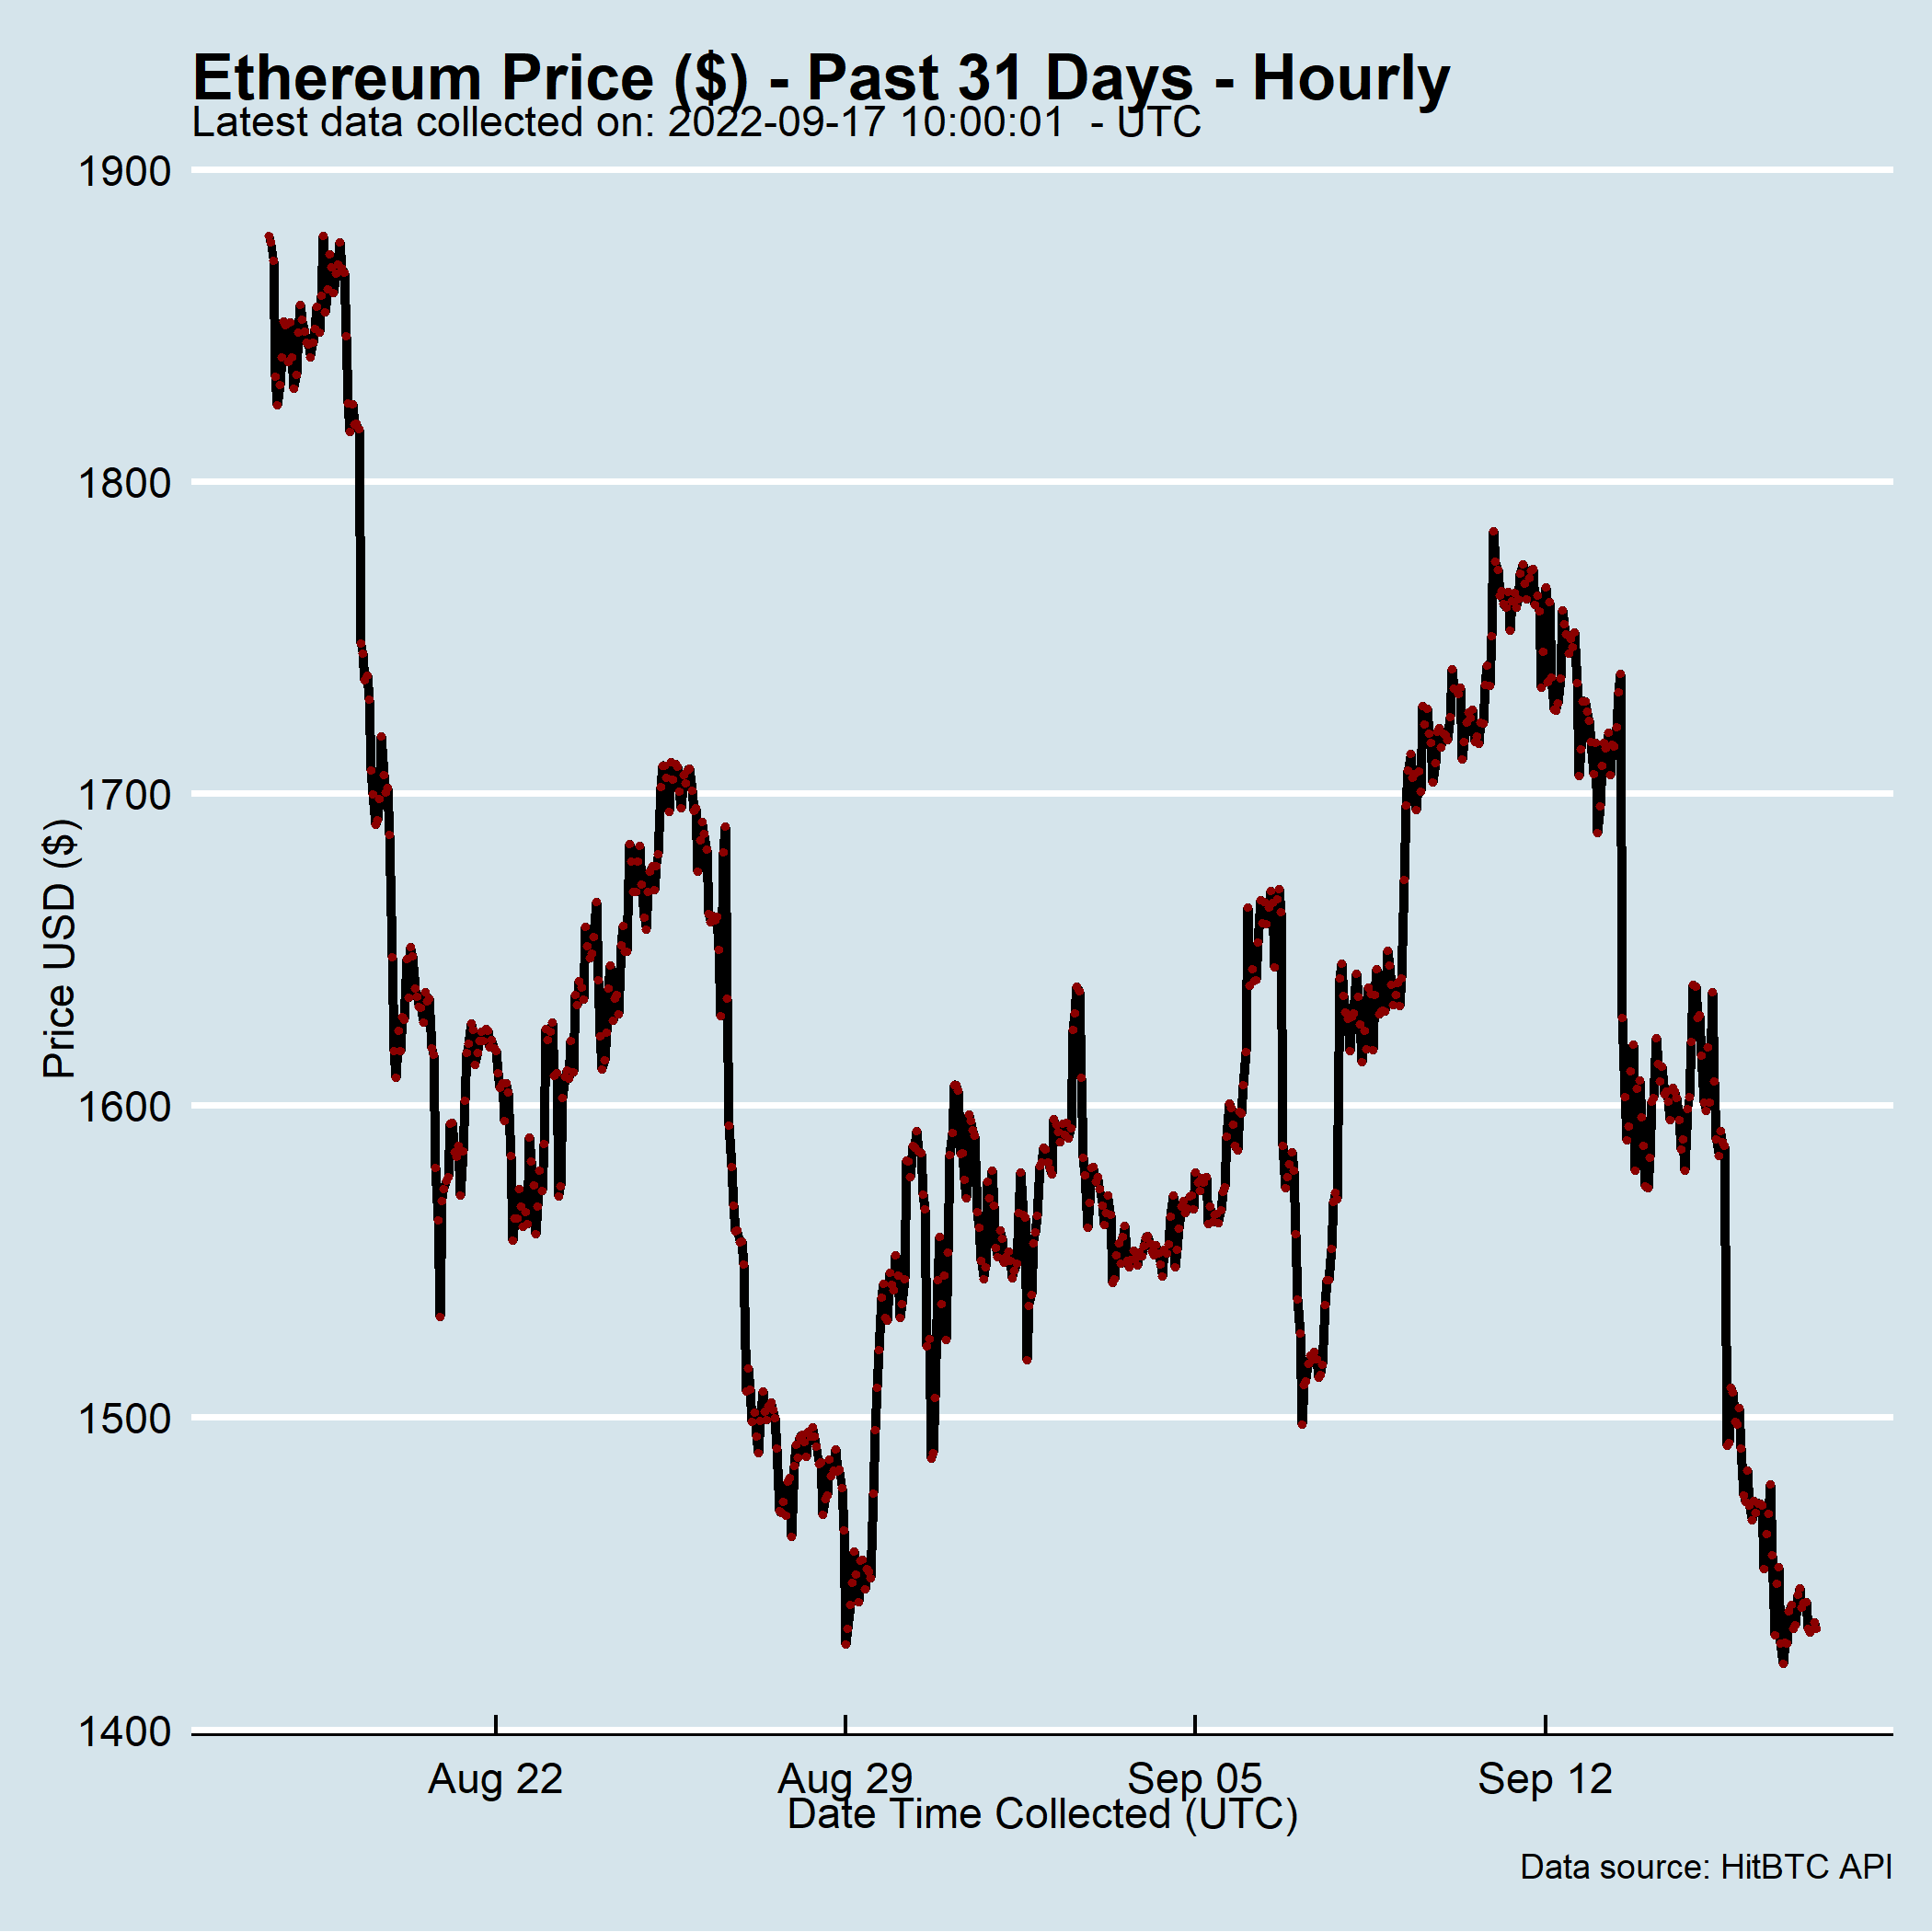 Ethereum Price ($) - Past 31 Days - Hourly
Latest data collected on: 2022-09-17 10:00:01  - UTC
1900
1800
1700
1600
1500
1400
Price USD ($)
Aug 22
Aug 29
Sep 05
Sep 12
Date Time Collected (UTC)
Data source: HitBTC API